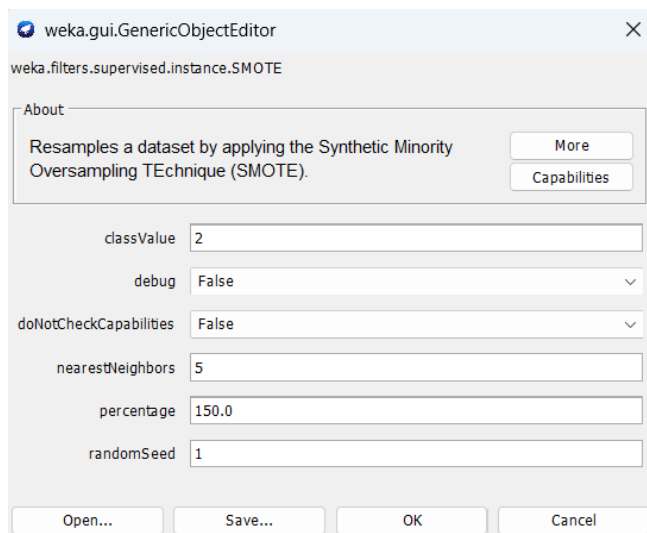 weka.gui.GenericObjectEditor
weka.filters.supervised.instance.SMOTE
About
Resamples a dataset by applying the Synthetic Minority
Oversampling TEchnique (SMOTE).
More
Capabilities
classValue 2
debug False
doNotCheckCapabilities False
nearestNeighbors 5
percentage 150.0
randomSeed 1
Open... Save... OK Cancel